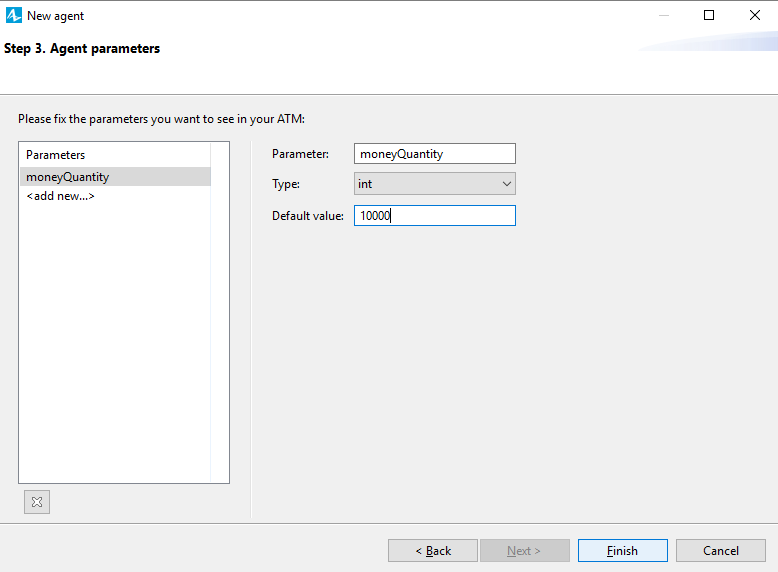 New agent
Step 3. Agent parameters
Please fix the parameters you want to see in your ATM:
Parameters
moneyQuantity
<add new...>
Parameter: moneyQuantity
Type: int
Default value: 10000
< Back Next > Finish Cancel